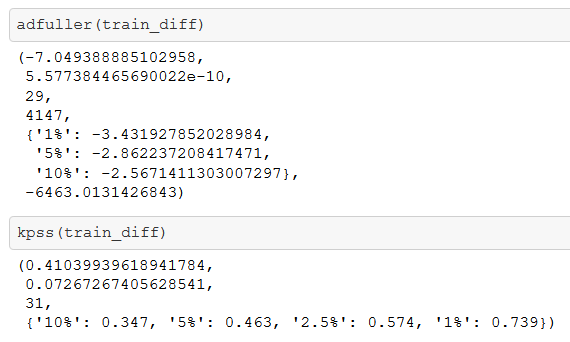 adfuller(train_diff)
(-7.049388885102958,
5.577384465690022e-10,
29,
4147,
{'1%': -3.431927852028984,
'5%': -2.862237208417471,
'10%': -2.5671411303007297},
-6463.0131426843)
kpss(train_diff)
(0.41039939618941784,
0.07267267405628541,
31,
{'10%': 0.347, '5%': 0.463, '2.5%': 0.574, '1%': 0.739})